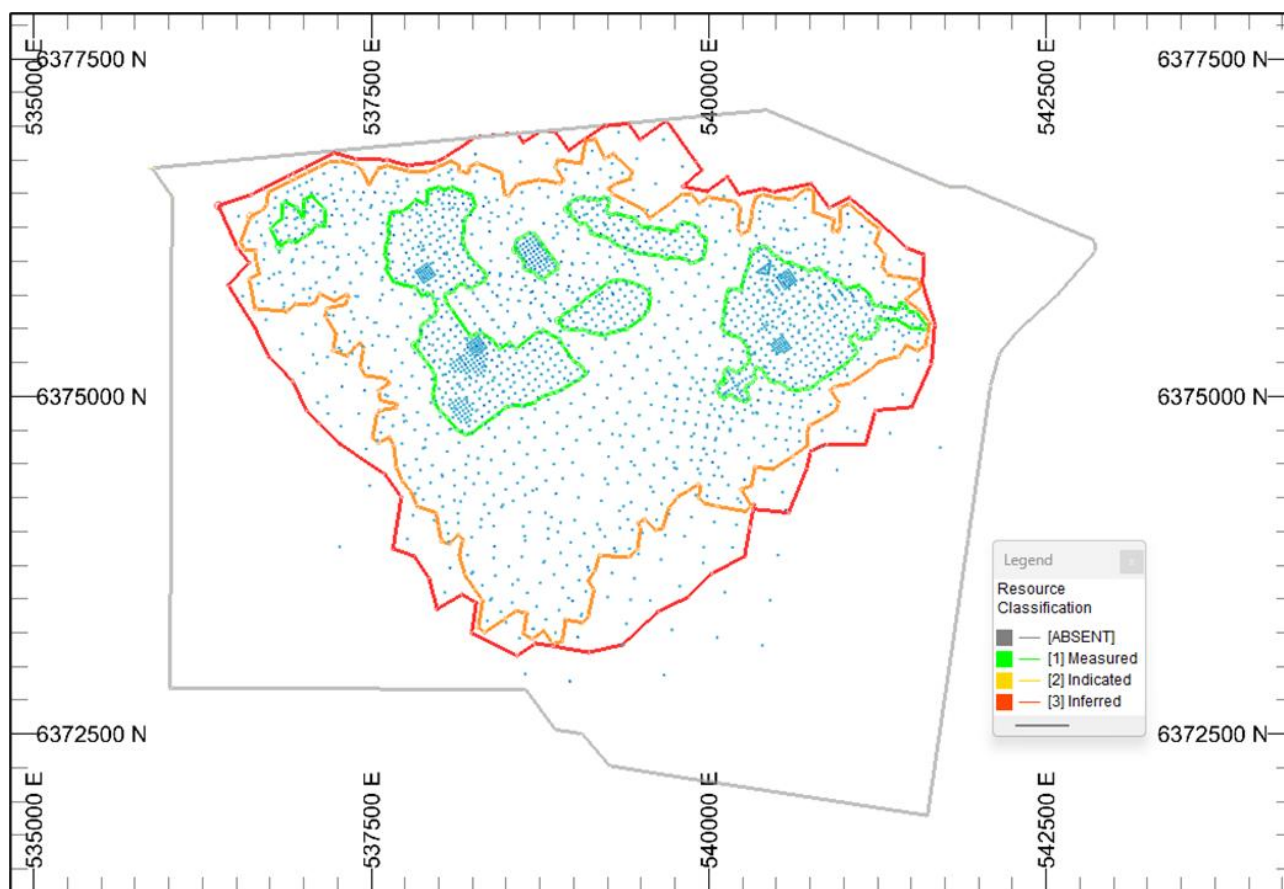 535000 E
537500 E
540000 E
542500 E
6377500 N
6377500 N
6375000 N
6375000 N
Legend
x
Resource
Classification
[ABSENT]
[1] Measured
[2] Indicated
[3] Inferred
6372500 N
6372500 N
535000 E
537500 E
540000 E
542500 E